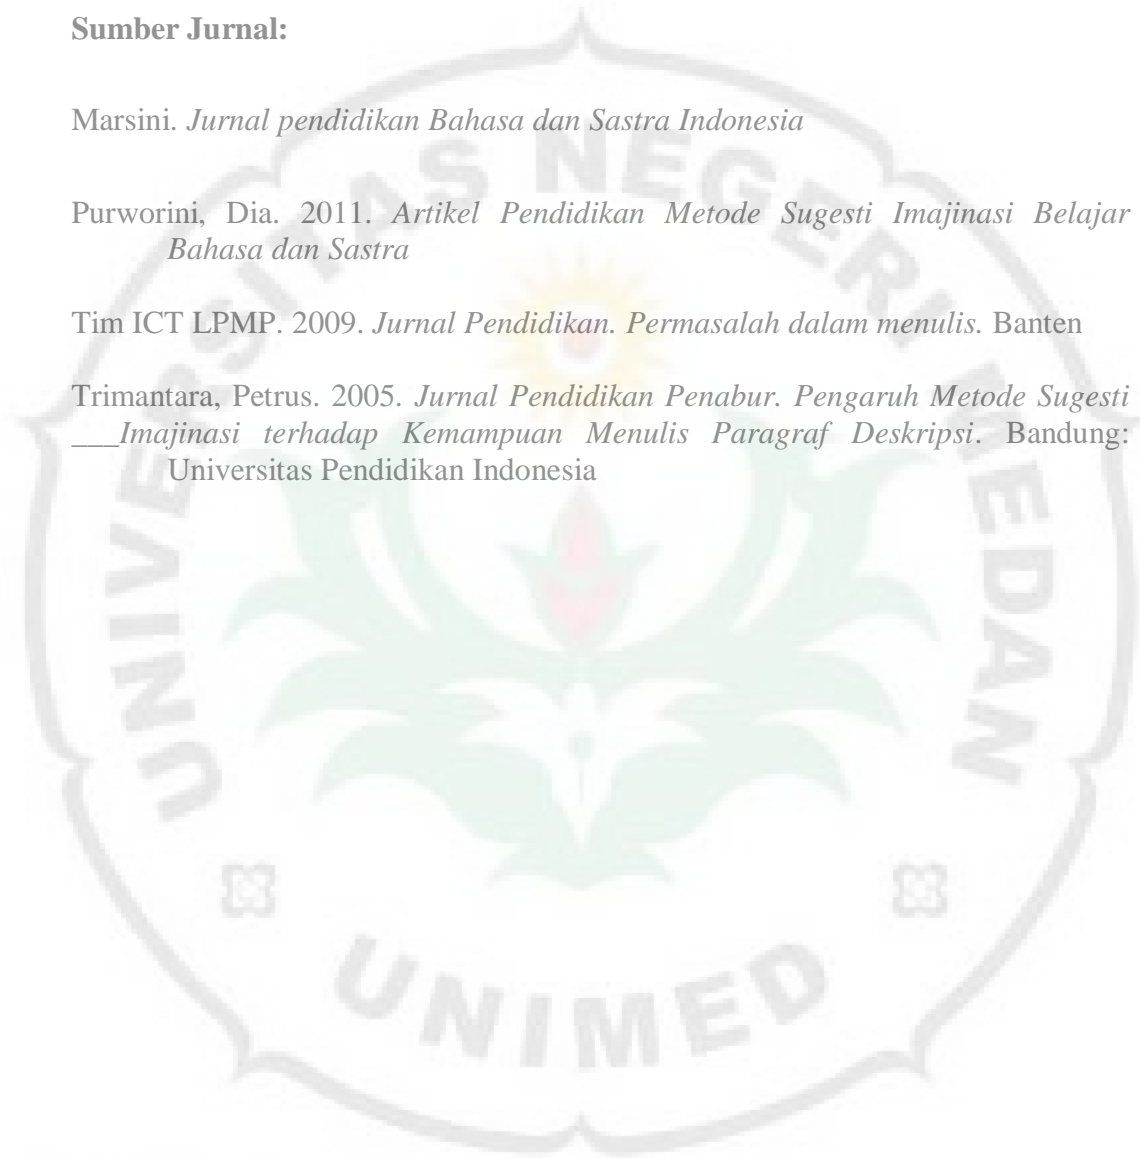 Sumber Jurnal:
Marsini. Jurnal pendidikan Bahasa dan Sastra Indonesia
Purworini, Dia. 2011. Artikel Pendidikan Metode Sugesti Imajinasi Belajar
Bahasa dan Sastra
Tim ICT LPMP. 2009. Jurnal Pendidikan. Permasalah dalam menulis. Banten
Trimantara, Petrus. 2005. Jurnal Pendidikan Penabur. Pengaruh Metode Sugesti
___Imajinasi terhadap Kemampuan Menulis Paragraf Deskripsi. Bandung:
Universitas Pendidikan Indonesia
UNIVERSITAS NEGERI MEDAN
UNIMED